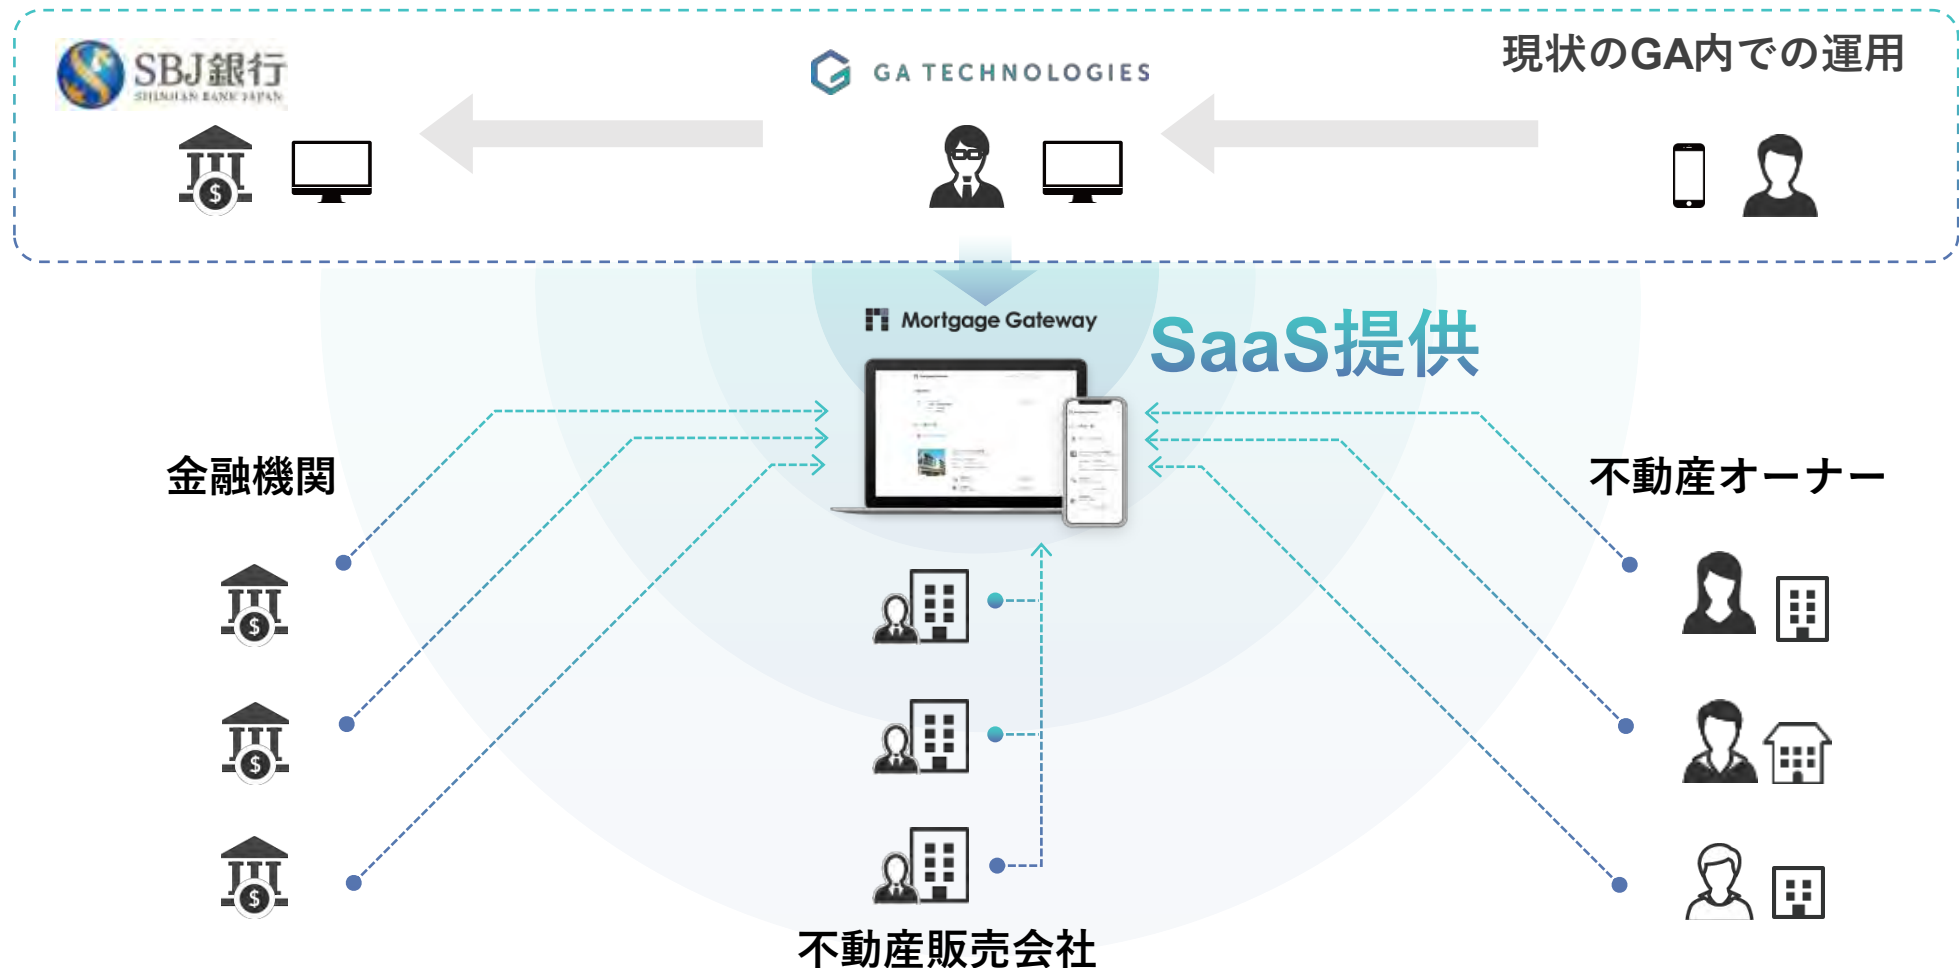 SBJ銀行
SHINHAN BANK JAPAN
GA TECHNOLOGIES
現状のGA内での運用
Mortgage Gateway
SaaS提供
金融機関
不動産オーナー
不動産販売会社